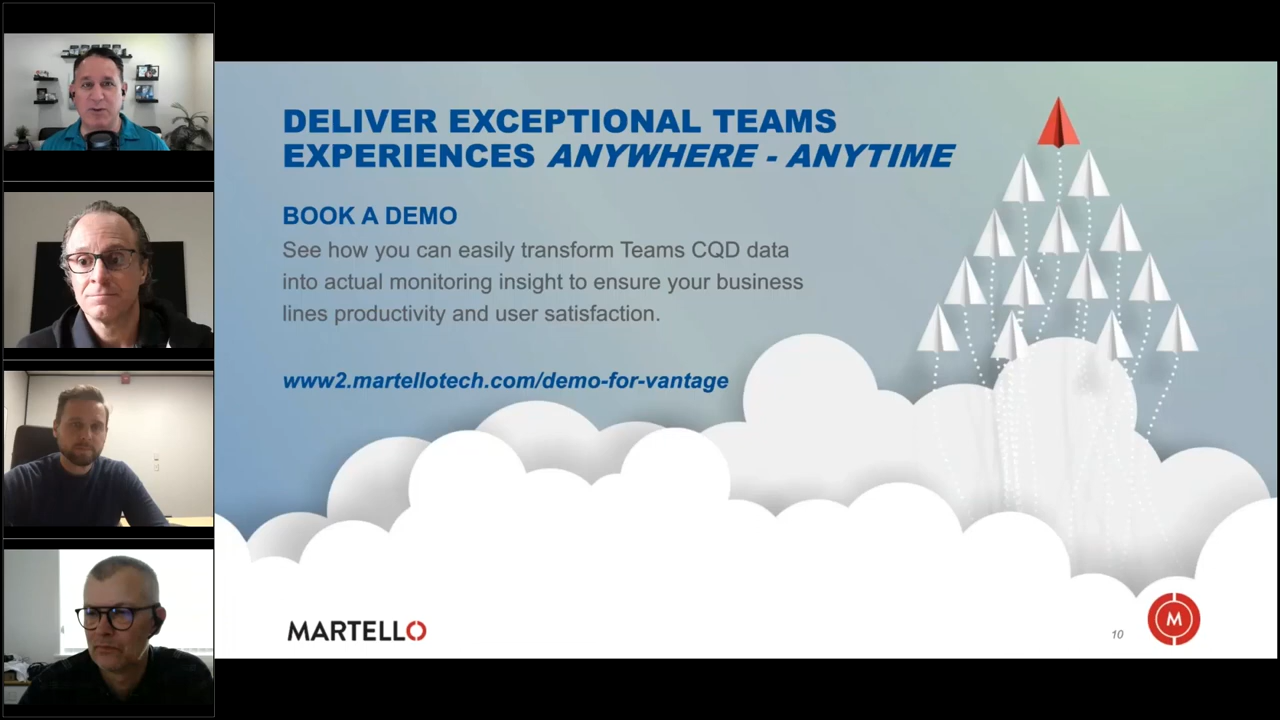 DELIVER EXCEPTIONAL TEAMS
EXPERIENCES ANYWHERE - ANYTIME
BOOK A DEMO
See how you can easily transform Teams CQD data
into actual monitoring insight to ensure your business
lines productivity and user satisfaction.
www2.martellotech.com/demo-for-vantage
MARTELLO
10
M